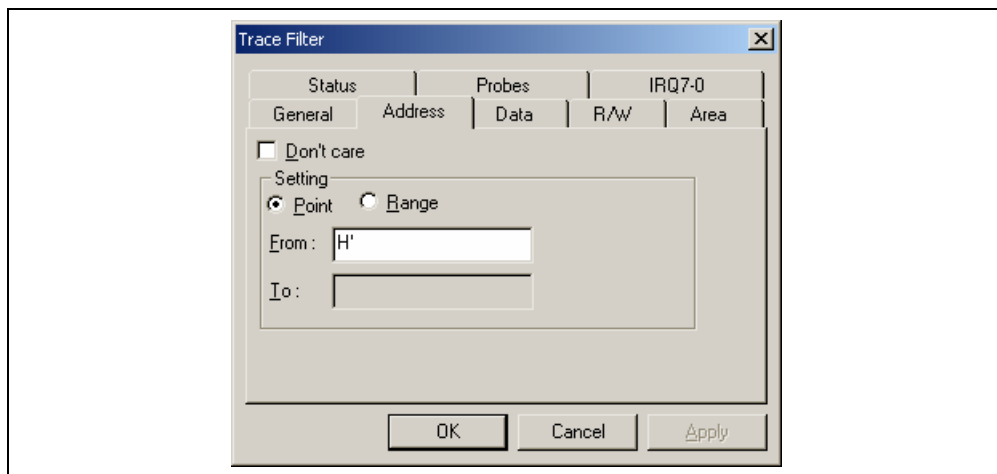 Trace Filter
Status Probes IRQ7-0
General Address Data R/W Area
Don't care
Setting
Point Range
From : H'
To :
OK Cancel Apply